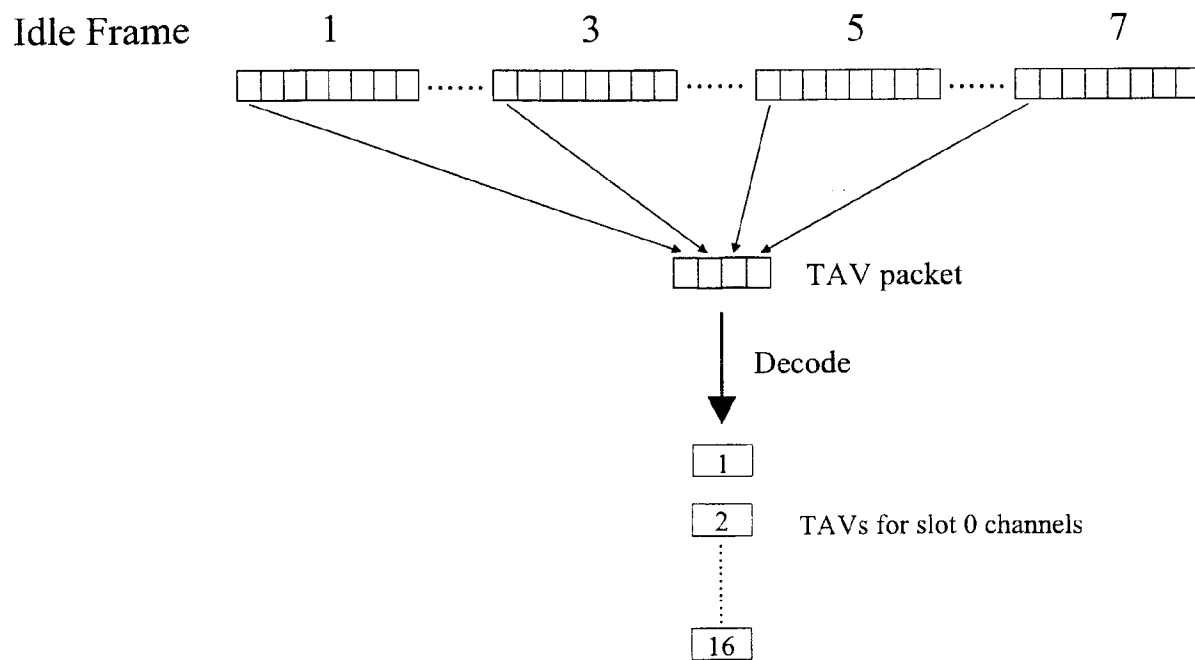 Idle Frame 1 3 5 7
TAV packet
Decode
1
2
TAVs for slot 0 channels
16